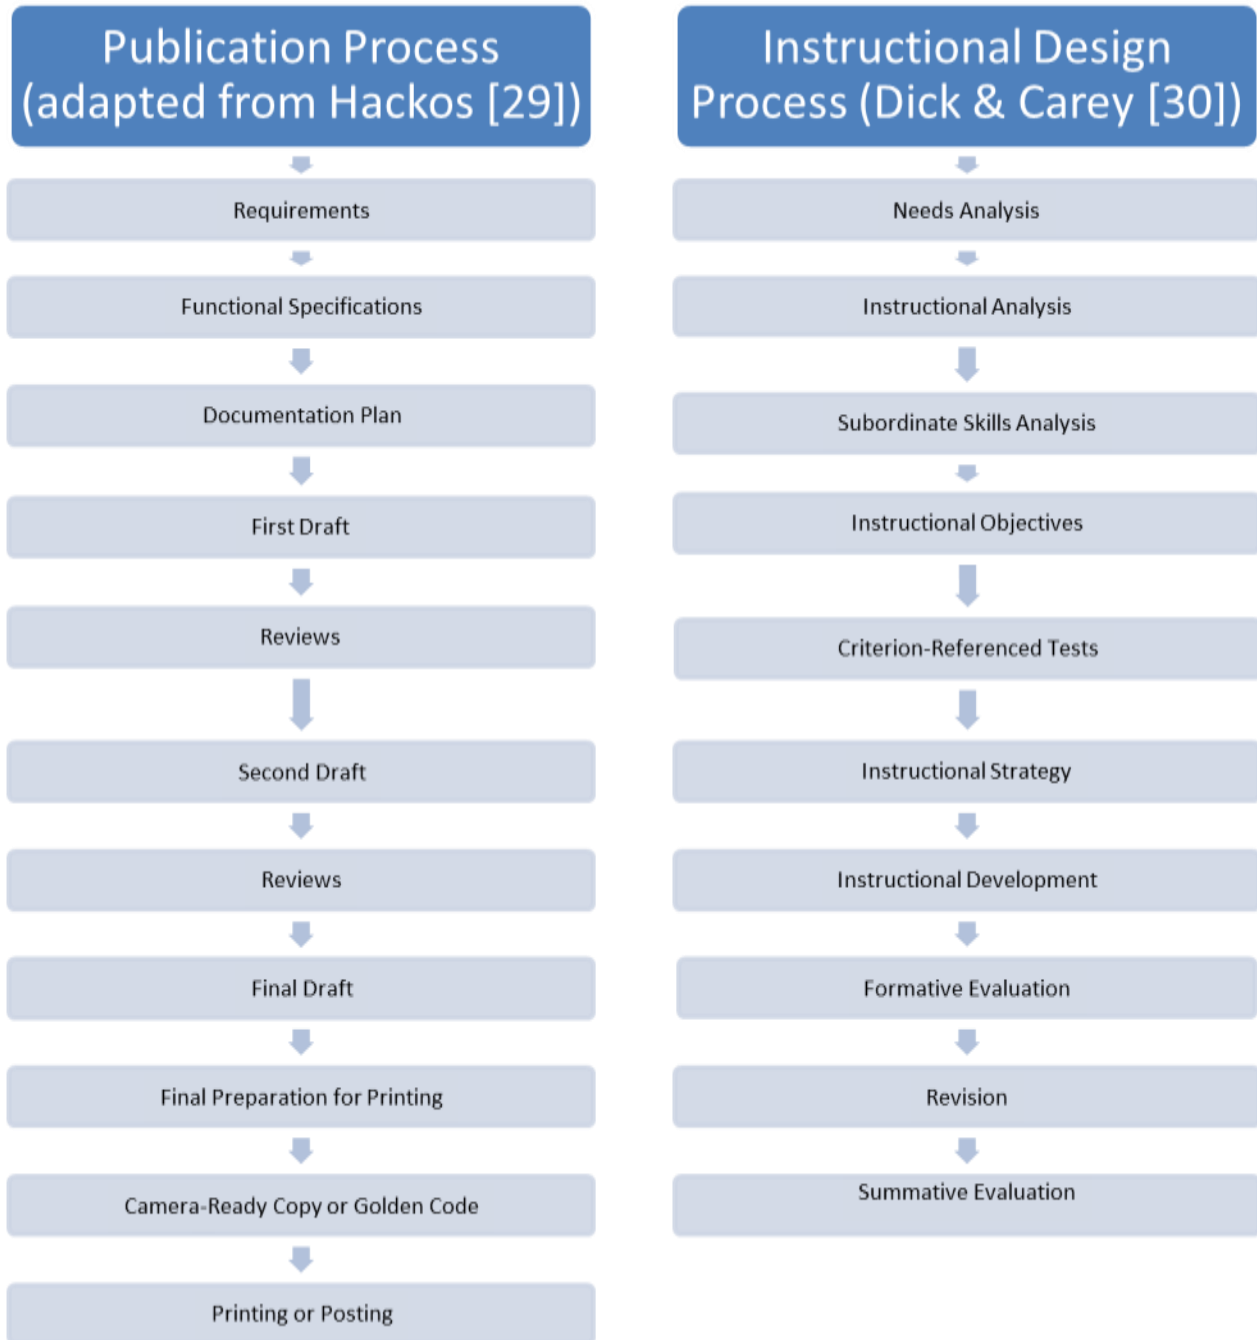 Publication Process
(adapted from Hackos [29])
Requirements
Functional Specifications
Documentation Plan
First Draft
Reviews
Second Draft
Reviews
Final Draft
Final Preparation for Printing
Camera-Ready Copy or Golden Code
Printing or Posting
Instructional Design
Process (Dick & Carey [30])
Needs Analysis
Instructional Analysis
Subordinate Skills Analysis
Instructional Objectives
Criterion-Referenced Tests
Instructional Strategy
Instructional Development
Formative Evaluation
Revision
Summative Evaluation